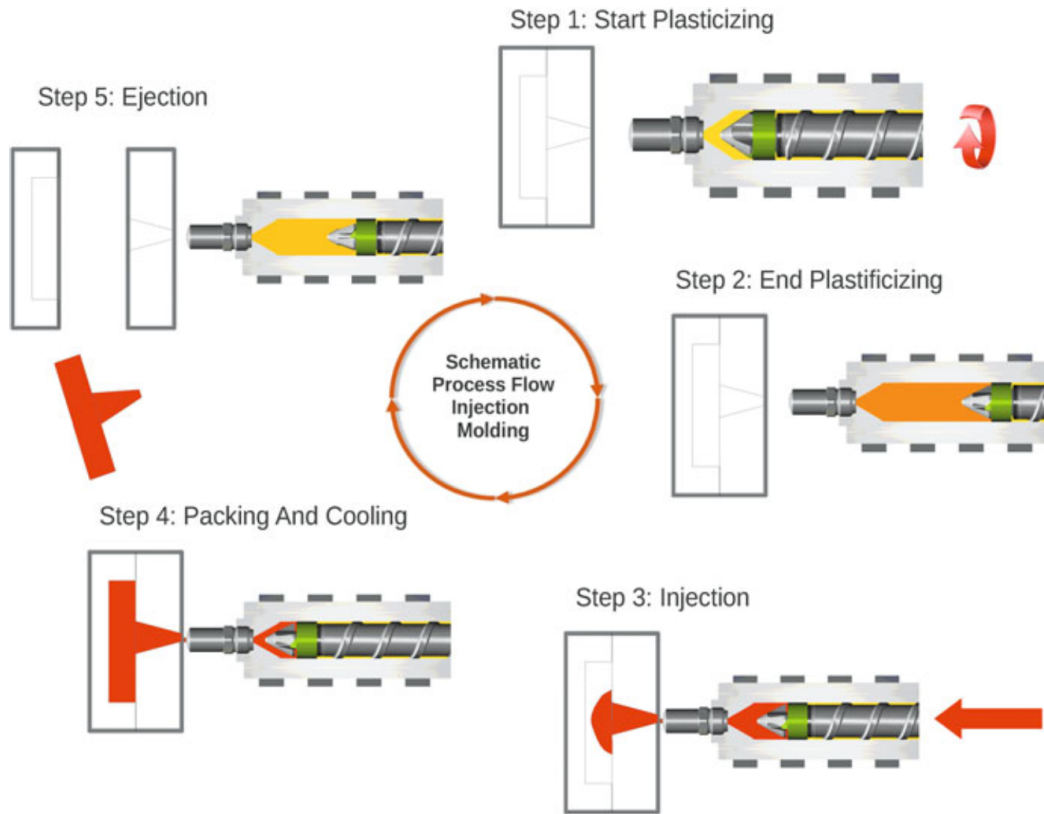 Step 1: Start Plasticizing
Step 5: Ejection
Step 2: End Plastificizing
Schematic
Process Flow
Injection
Molding
Step 4: Packing And Cooling
Step 3: Injection